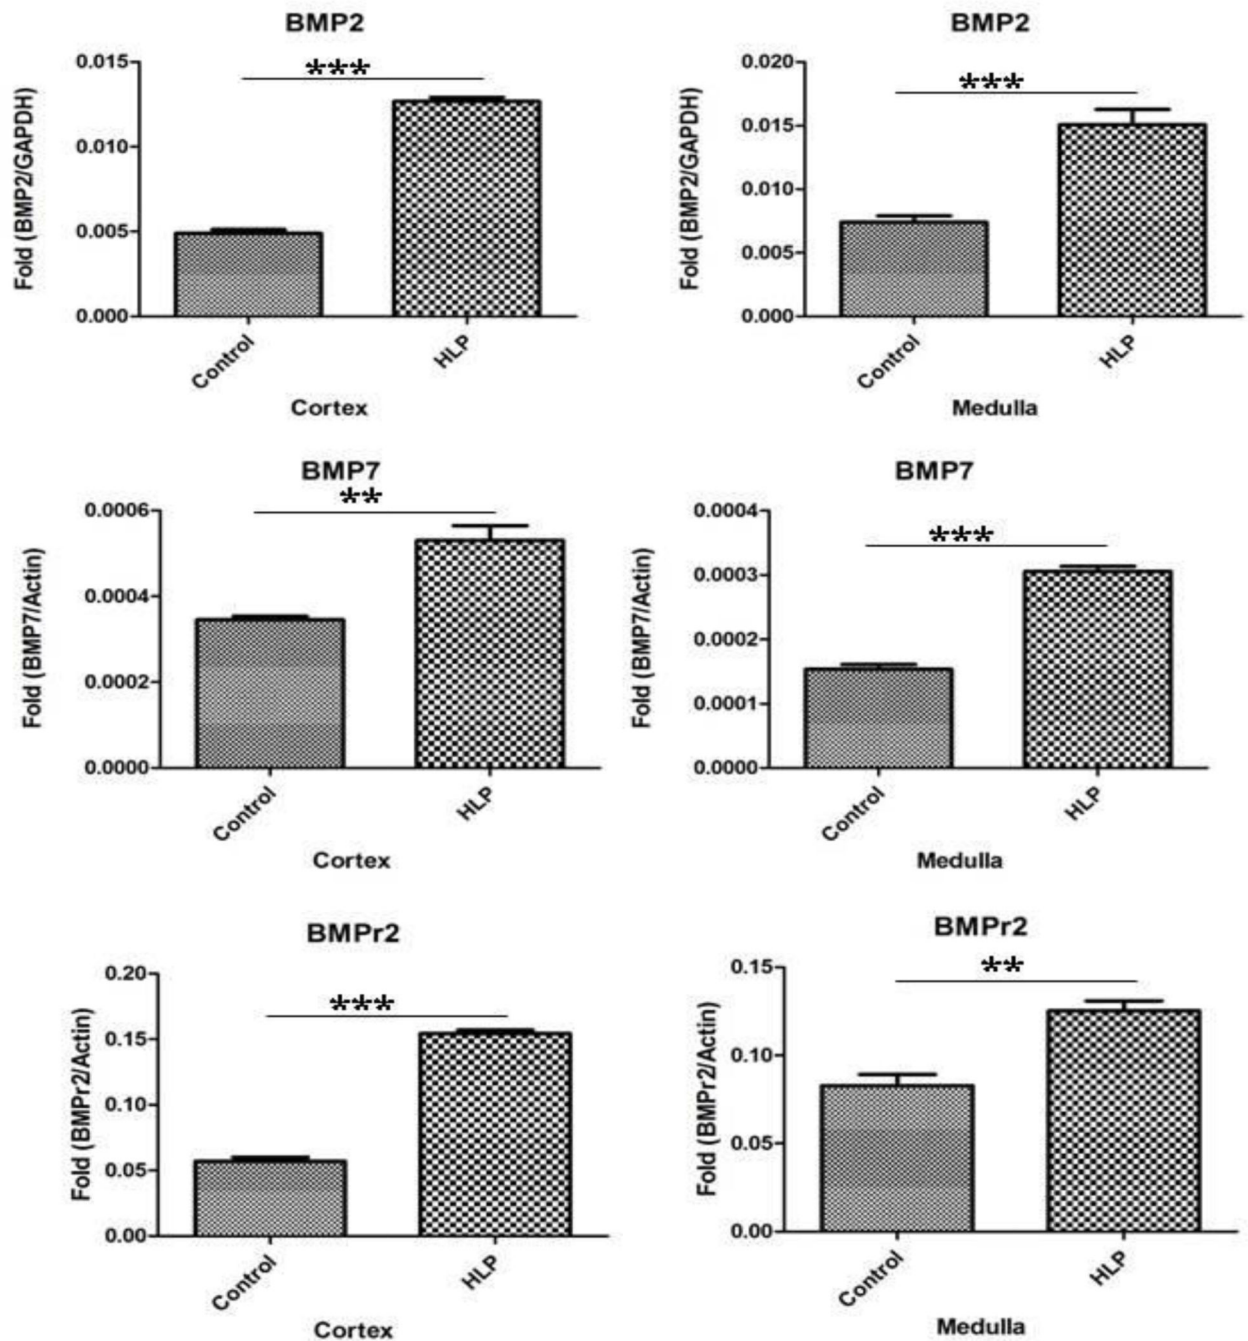 BMP2
***
Fold (BMP2/GAPDH)
0.015
0.010
0.005
0.000
Control
HLP
Cortex
BMP2
***
Fold (BMP2/GAPDH)
0.020
0.015
0.010
0.005
0.000
Control
HLP
Medulla
BMP7
**
Fold (BMP7/Actin)
0.0006
0.0004
0.0002
0.0000
Control
HLP
Cortex
BMP7
***
Fold (BMP7/Actin)
0.0004
0.0003
0.0002
0.0001
0.0000
Control
HLP
Medulla
BMPr2
***
Fold (BMPr2/Actin)
0.20
0.15
0.10
0.05
0.00
Control
HLP
Cortex
BMPr2
**
Fold (BMPr2/Actin)
0.15
0.10
0.05
0.00
Control
HLP
Medulla